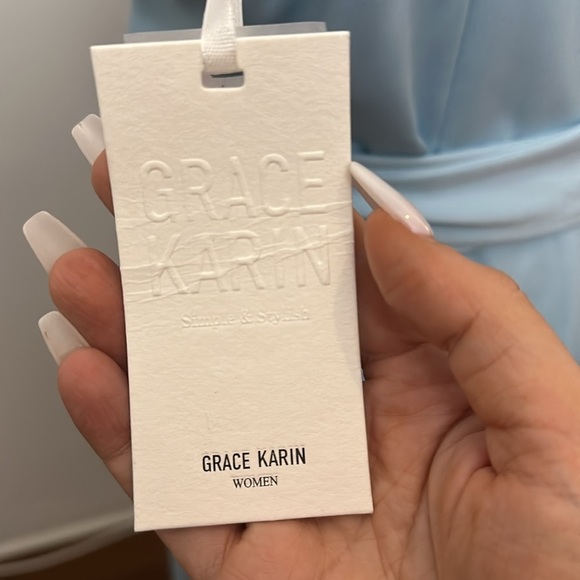 GRACE
KARIN
Simple & Stylish
GRACE KARIN
WOMEN